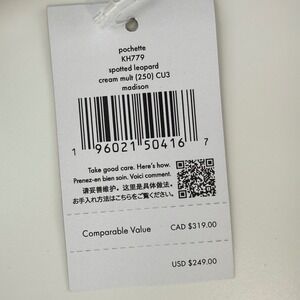 pochette
KH779
spotted leopard
cream mult (250) CU3
madison
1 96021 50416 7
Take good care. Here's how.
Prenez-en bien soin. Voici comment.
请妥善维护。这里是具体做法。
お手入れ方法はこちらをご覧ください。
Comparable Value CAD $319.00
USD $249.00